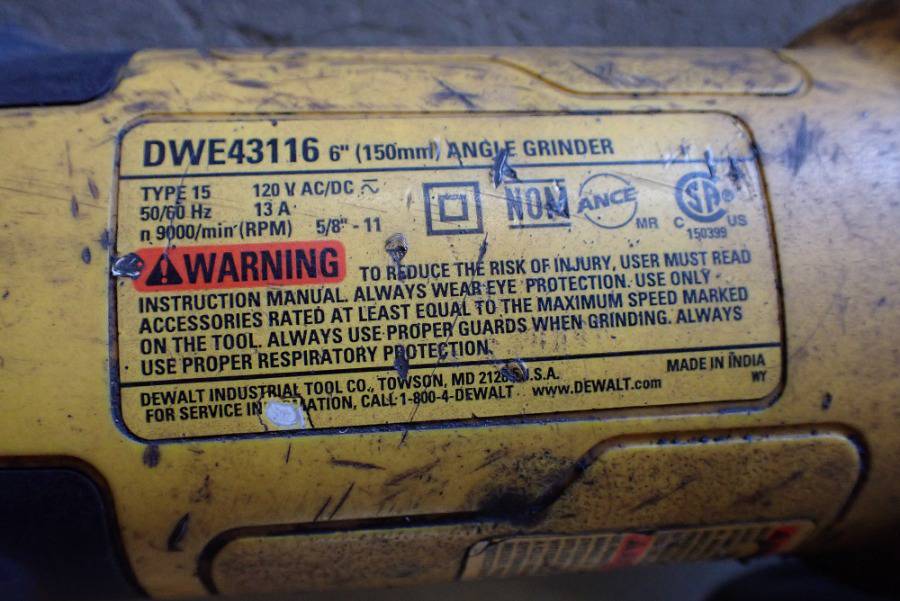 DWE43116 6" (150mm) ANGLE GRINDER
TYPE 15 120 V AC/DC ⎓
50/60 Hz 13 A
n 9000/min (RPM) 5/8" - 11
NOM ANCE MR C SA® US
150399
⚠WARNING TO REDUCE THE RISK OF INJURY, USER MUST READ
INSTRUCTION MANUAL. ALWAYS WEAR EYE PROTECTION. USE ONLY
ACCESSORIES RATED AT LEAST EQUAL TO THE MAXIMUM SPEED MARKED
ON THE TOOL. ALWAYS USE PROPER GUARDS WHEN GRINDING. ALWAYS
USE PROPER RESPIRATORY PROTECTION.
DEWALT INDUSTRIAL TOOL CO., TOWSON, MD U.S.A.
FOR SERVICE INFORMATION, CALL 1-800-4-DEWALT www.DEWALT.com
MADE IN INDIA
WY